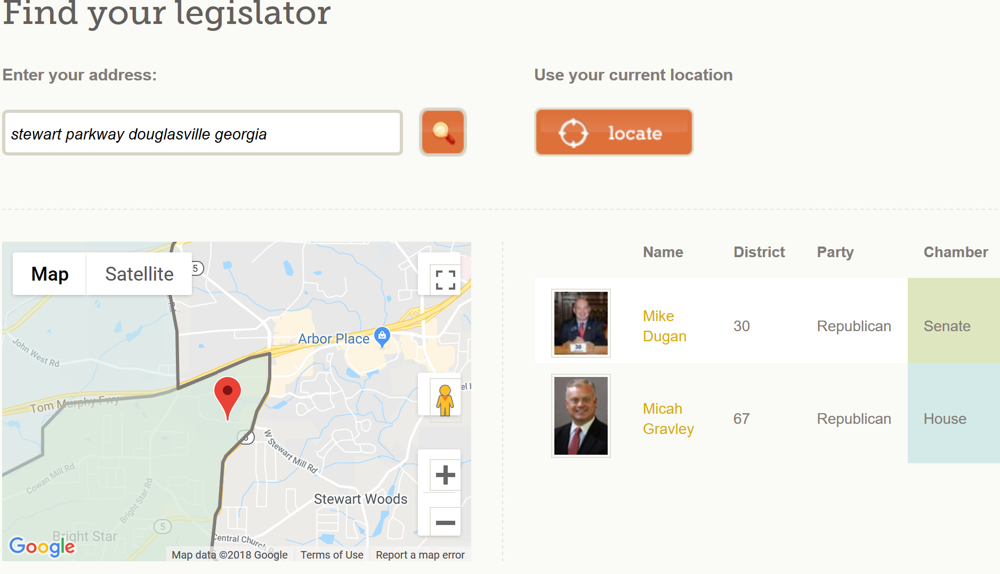 Find your legislator
Enter your address:
Use your current location
stewart parkway douglasville georgia
locate
Map
Satellite
5
John West Rd
Arbor Place
Tom Murphy Fwy
W Stewart Mill Rd
Cowan Mill Rd
Bright Star Rd
Stewart Woods
5
Bright Star
Central Church
Google
Map data ©2018 Google
Terms of Use
Report a map error
Name
District
Party
Chamber
Mike
Dugan
30
Republican
Senate
30
Micah
Gravley
67
Republican
House